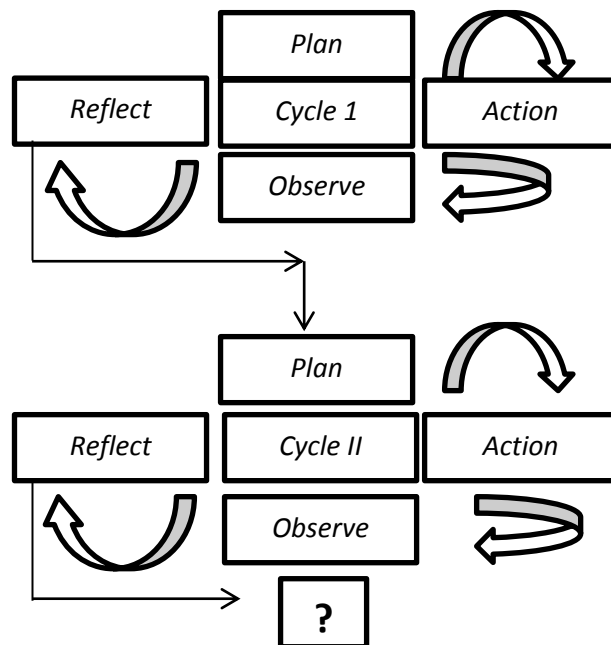 Plan
Reflect
Cycle 1
Action
Observe
Plan
Reflect
Cycle II
Action
Observe
?